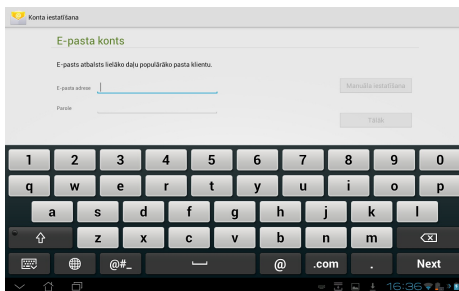 Konta iestatīšana
E-pasta konts
E-pasts atbalsts lielāko daļu populārāko pasta klientu.
E-pasta adrese
Manuāla iestatīšana
Parole
Tālāk
1 2 3 4 5 6 7 8 9 0
q w e r t y u i o p
a s d f g h j k l
z x c v b n m
@#_ @ .com . Next
16:36